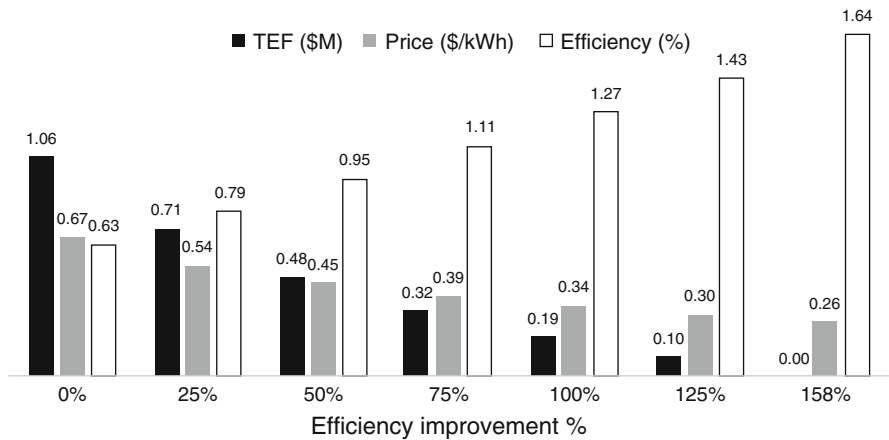 TEF ($M) Price ($/kWh) Efficiency (%)
1.06 0.67 0.63
0.71 0.54 0.79
0.48 0.45 0.95
0.32 0.39 1.11
0.19 0.34 1.27
0.10 0.30 1.43
0.00 0.26 1.64
0% 25% 50% 75% 100% 125% 158%
Efficiency improvement %